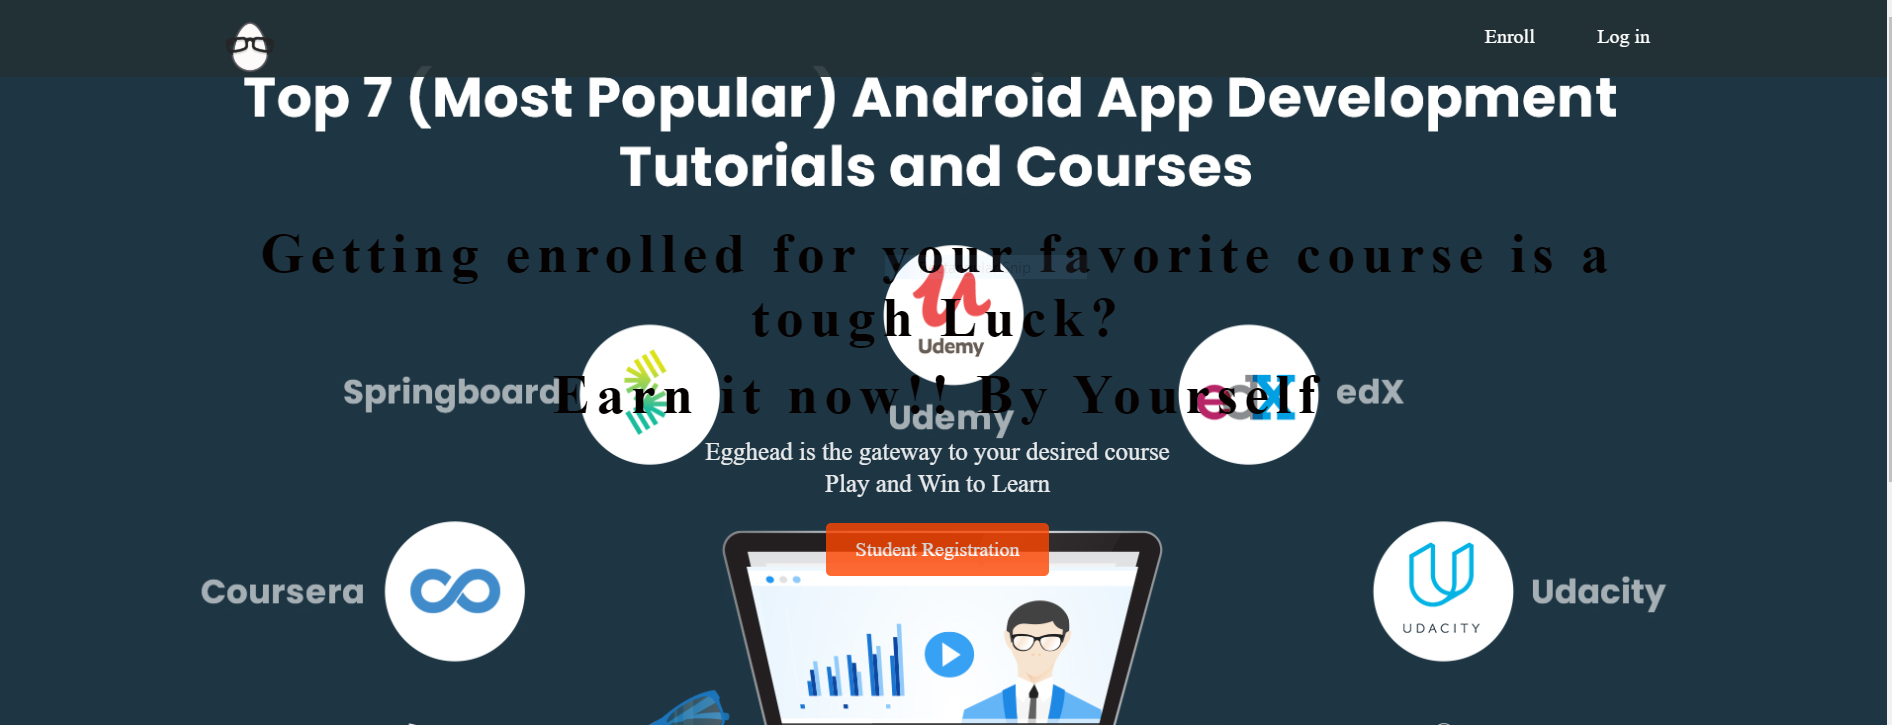 Enroll
Log in
Top 7 (Most Popular) Android App Development
Tutorials and Courses
Getting enrolled for your favorite course is a
tough Luck?
Udemy
Springboard
Earn it now!! By Yourself
edX
edX
Udemy
Egghead is the gateway to your desired course
Play and Win to Learn
Student Registration
Coursera
Udacity
UDACITY